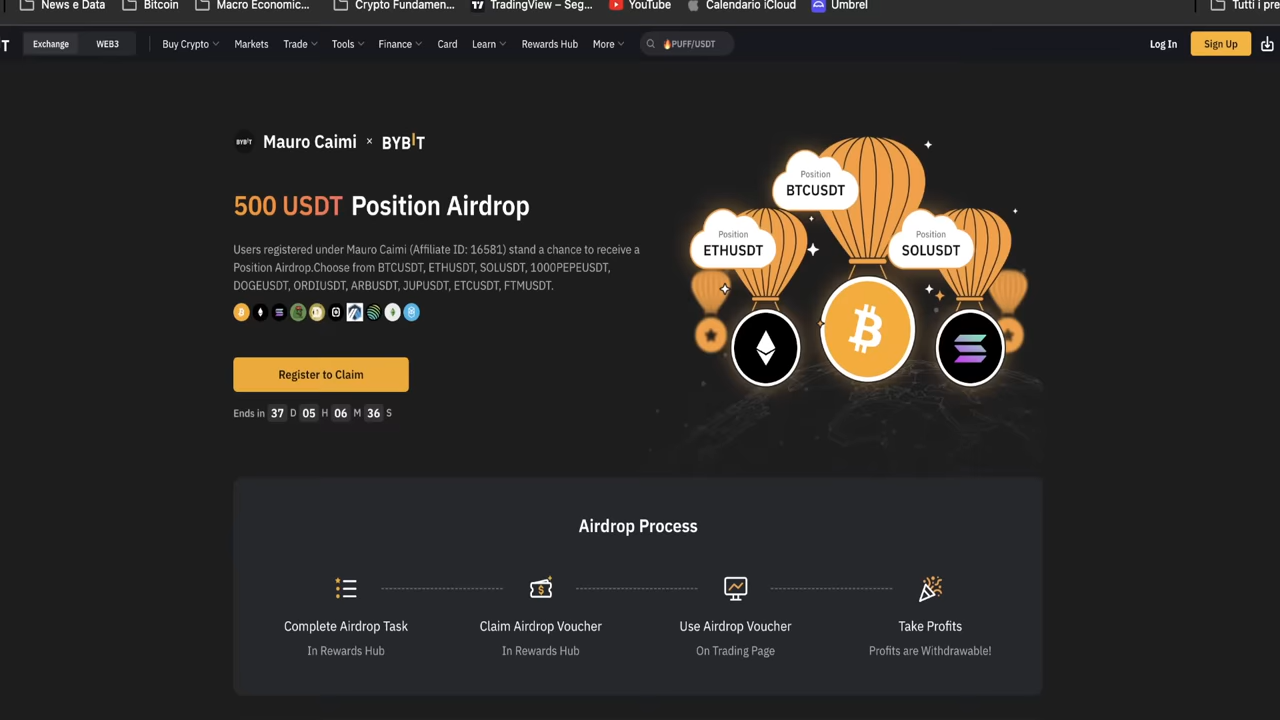 News e Data Bitcoin Macro Economic... Crypto Fundamen... TradingView – Seg... YouTube Calendario iCloud Umbrel Tutti i pre
T Exchange WEB3 Buy Crypto Markets Trade Tools Finance Card Learn Rewards Hub More 🔥PUFF/USDT Log In Sign Up
BYBIT Mauro Caimi × BYBIT
500 USDT Position Airdrop
Users registered under Mauro Caimi (Affiliate ID: 16581) stand a chance to receive a
Position Airdrop.Choose from BTCUSDT, ETHUSDT, SOLUSDT, 1000PEPEUSDT,
DOGEUSDT, ORDIUSDT, ARBUSDT, JUPUSDT, ETCUSDT, FTMUSDT.
Register to Claim
Ends in 37 D 05 H 06 M 36 S
Position
BTCUSDT
Position
ETHUSDT
Position
SOLUSDT
Airdrop Process
Complete Airdrop Task
In Rewards Hub
Claim Airdrop Voucher
In Rewards Hub
Use Airdrop Voucher
On Trading Page
Take Profits
Profits are Withdrawable!